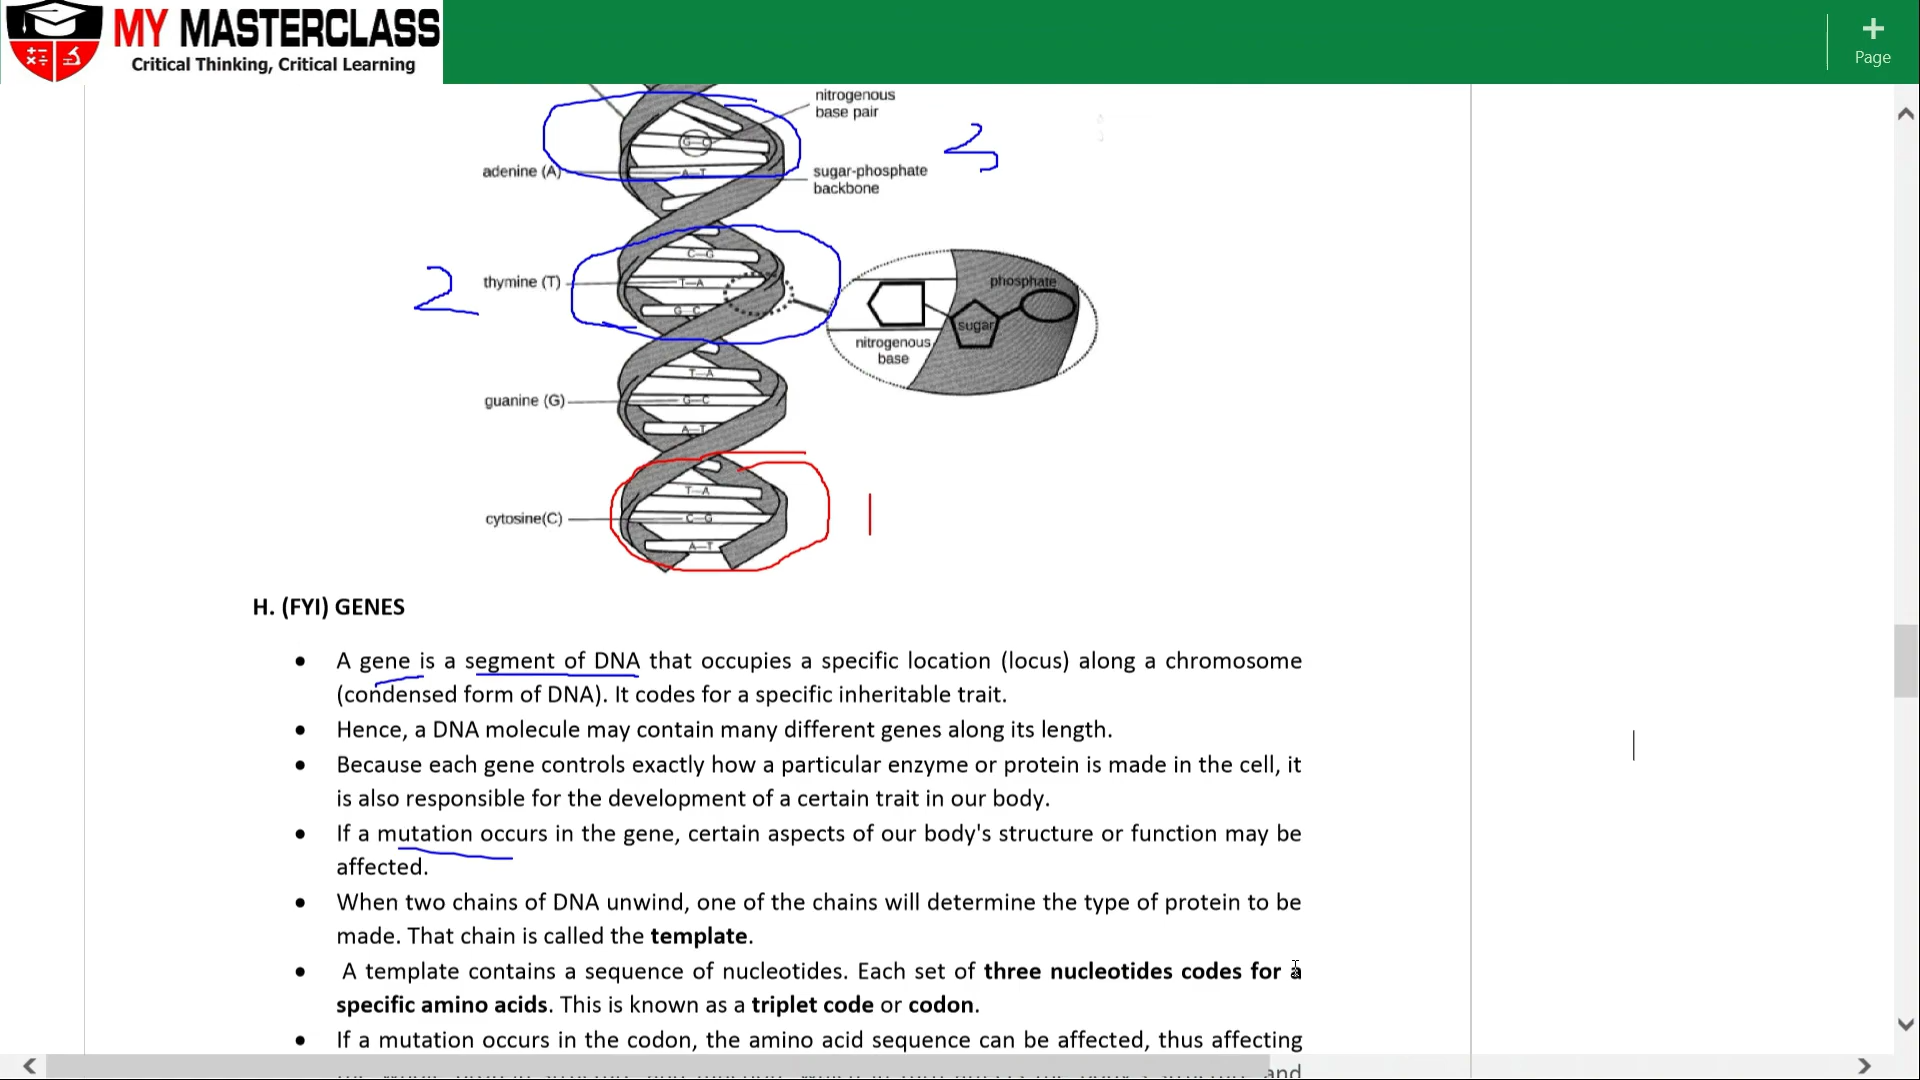 MY MASTERCLASS
Critical Thinking, Critical Learning
+
Page
nitrogenous
base pair
G-C
adenine (A)
A-T
sugar-phosphate
backbone
3
C-G
2
thymine (T)
T-A
G C
phosphate
sugar
nitrogenous
base
T-A
guanine (G)
G-C
A-T
T-A
cytosine(C)
C-G
A-T
1
H. (FYI) GENES
• A gene is a segment of DNA that occupies a specific location (locus) along a chromosome
(condensed form of DNA). It codes for a specific inheritable trait.
• Hence, a DNA molecule may contain many different genes along its length.
• Because each gene controls exactly how a particular enzyme or protein is made in the cell, it
is also responsible for the development of a certain trait in our body.
• If a mutation occurs in the gene, certain aspects of our body's structure or function may be
affected.
• When two chains of DNA unwind, one of the chains will determine the type of protein to be
made. That chain is called the template.
• A template contains a sequence of nucleotides. Each set of three nucleotides codes for a
specific amino acids. This is known as a triplet code or codon.
• If a mutation occurs in the codon, the amino acid sequence can be affected, thus affecting
and